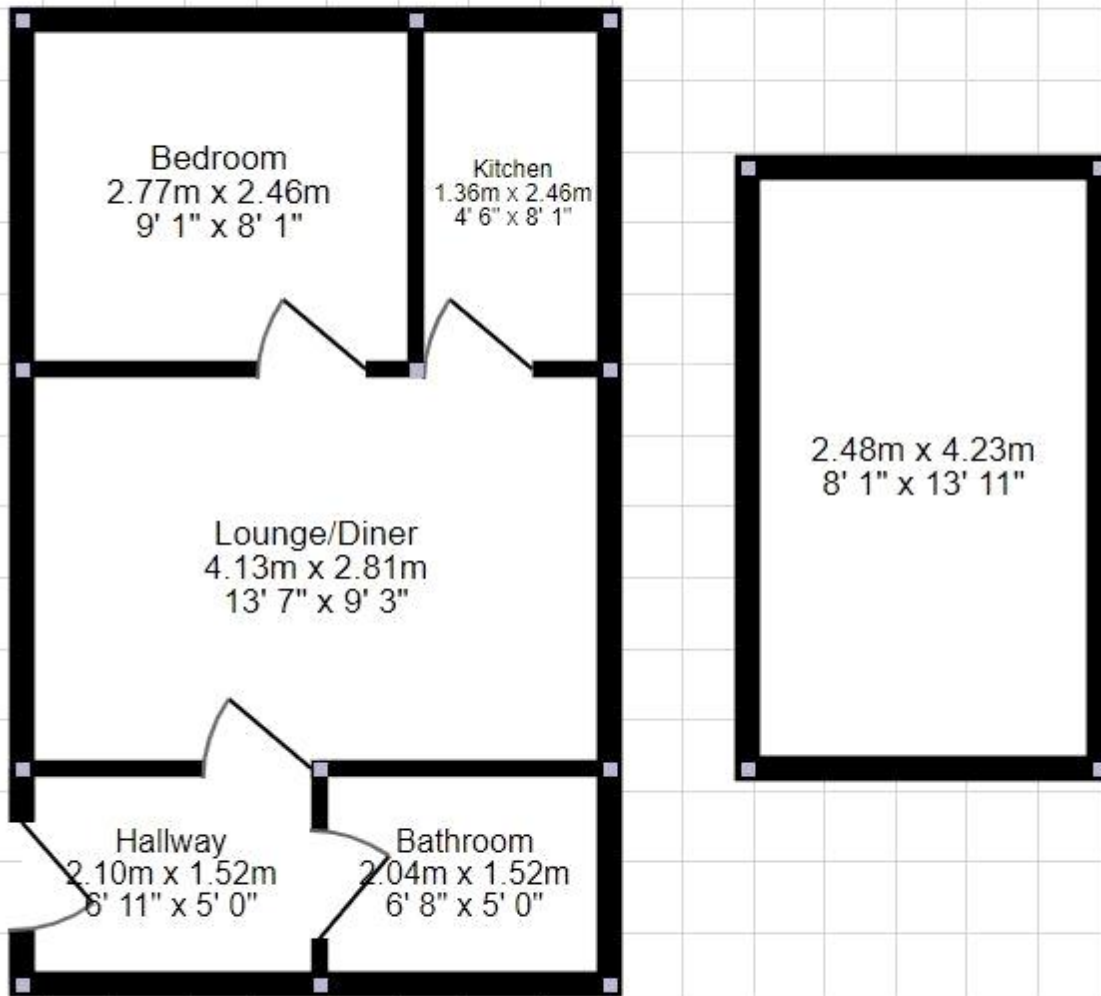 Bedroom
2.77m x 2.46m
9' 1" x 8' 1"
Kitchen
1.36m x 2.46m
4' 6" x 8' 1"
2.48m x 4.23m
8' 1" x 13' 11"
Lounge/Diner
4.13m x 2.81m
13' 7" x 9' 3"
Hallway
2.10m x 1.52m
6' 11" x 5' 0"
Bathroom
2.04m x 1.52m
6' 8" x 5' 0"